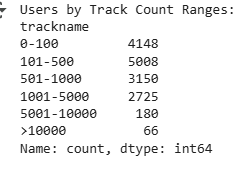 Users by Track Count Ranges:
trackname
0-100 4148
101-500 5008
501-1000 3150
1001-5000 2725
5001-10000 180
>10000 66
Name: count, dtype: int64